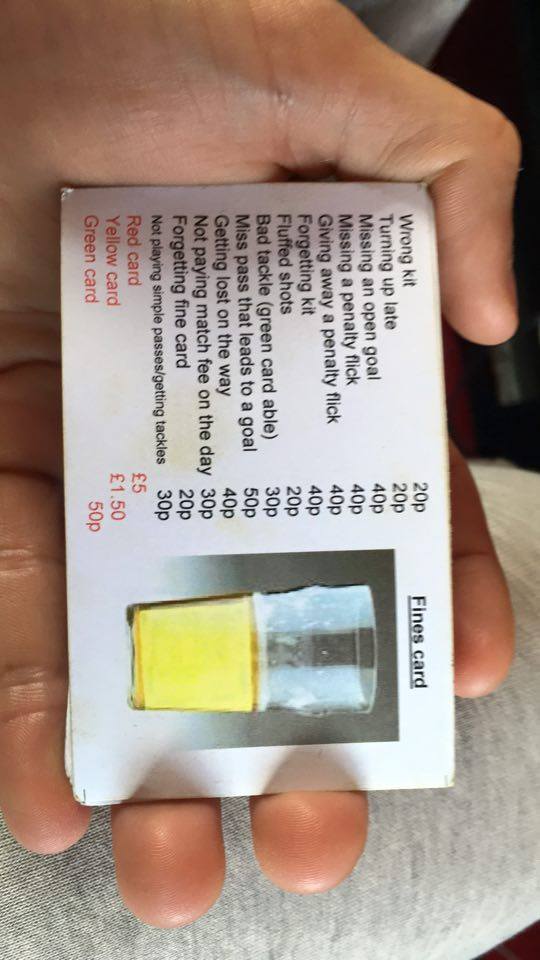 Fines card
Wrong kit 20p
Turning up late 20p
Missing an open goal 40p
Missing a penalty flick 40p
Giving away a penalty flick 40p
Forgetting kit 40p
Fluffed shots 20p
Bad tackle (green card able) 30p
Miss pass that leads to a goal 50p
Getting lost on the way 40p
Not paying match fee on the day 30p
Forgetting fine card 20p
Not playing simple passes/getting tackles 30p
Red card £5
Yellow card £1.50
Green card 50p